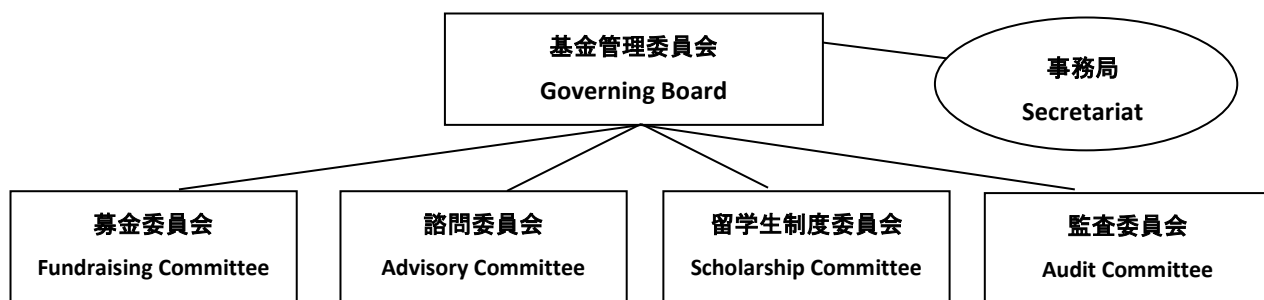 基金管理委員会
Governing Board
事務局
Secretariat
募金委員会
Fundraising Committee
諮問委員会
Advisory Committee
留学生制度委員会
Scholarship Committee
監査委員会
Audit Committee